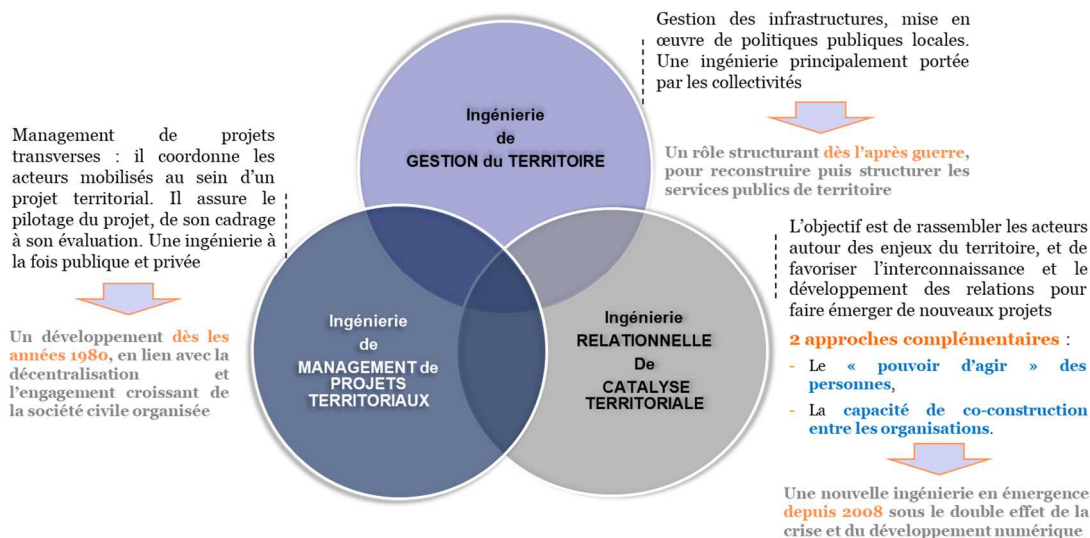 Gestion des infrastructures, mise en
œuvre de politiques publiques locales.
Une ingénierie principalement portée
par les collectivités
Un rôle structurant dès l’après guerre,
pour reconstruire puis structurer les
services publics de territoire
Ingénierie
de
GESTION du TERRITOIRE
Management de projets
transverses : il coordonne les
acteurs mobilisés au sein d’un
projet territorial. Il assure le
pilotage du projet, de son cadrage
à son évaluation. Une ingénierie à
la fois publique et privée
Un développement dès les
années 1980, en lien avec la
décentralisation et
l’engagement croissant de
la société civile organisée
Ingénierie
de
MANAGEMENT de
PROJETS
TERRITORIAUX
Ingénierie
RELATIONNELLE
De
CATALYSE
TERRITORIALE
L’objectif est de rassembler les acteurs
autour des enjeux du territoire, et de
favoriser l’interconnaissance et le
développement des relations pour
faire émerger de nouveaux projets
2 approches complémentaires :
- Le « pouvoir d’agir » des
personnes,
- La capacité de co-construction
entre les organisations.
Une nouvelle ingénierie en émergence
depuis 2008 sous le double effet de la
crise et du développement numérique